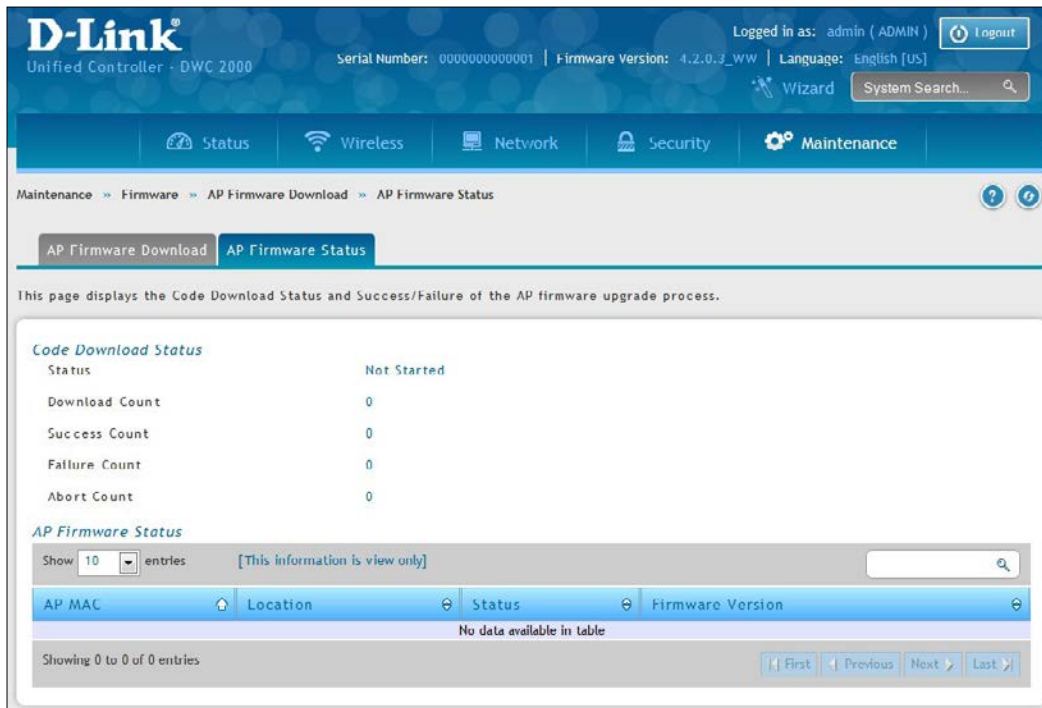 D-Link®
Unified Controller - DWC 2000
Logged in as: admin ( ADMIN ) Logout
Serial Number: 0000000000001 | Firmware Version: 4.2.0.3_WW | Language: English [US]
Wizard System Search...
Status Wireless Network Security Maintenance
Maintenance » Firmware » AP Firmware Download » AP Firmware Status
AP Firmware Download AP Firmware Status
This page displays the Code Download Status and Success/Failure of the AP firmware upgrade process.
Code Download Status
Status Not Started
Download Count 0
Success Count 0
Failure Count 0
Abort Count 0
AP Firmware Status
Show 10 entries [This information is view only]
AP MAC Location Status Firmware Version
No data available in table
Showing 0 to 0 of 0 entries First Previous Next Last